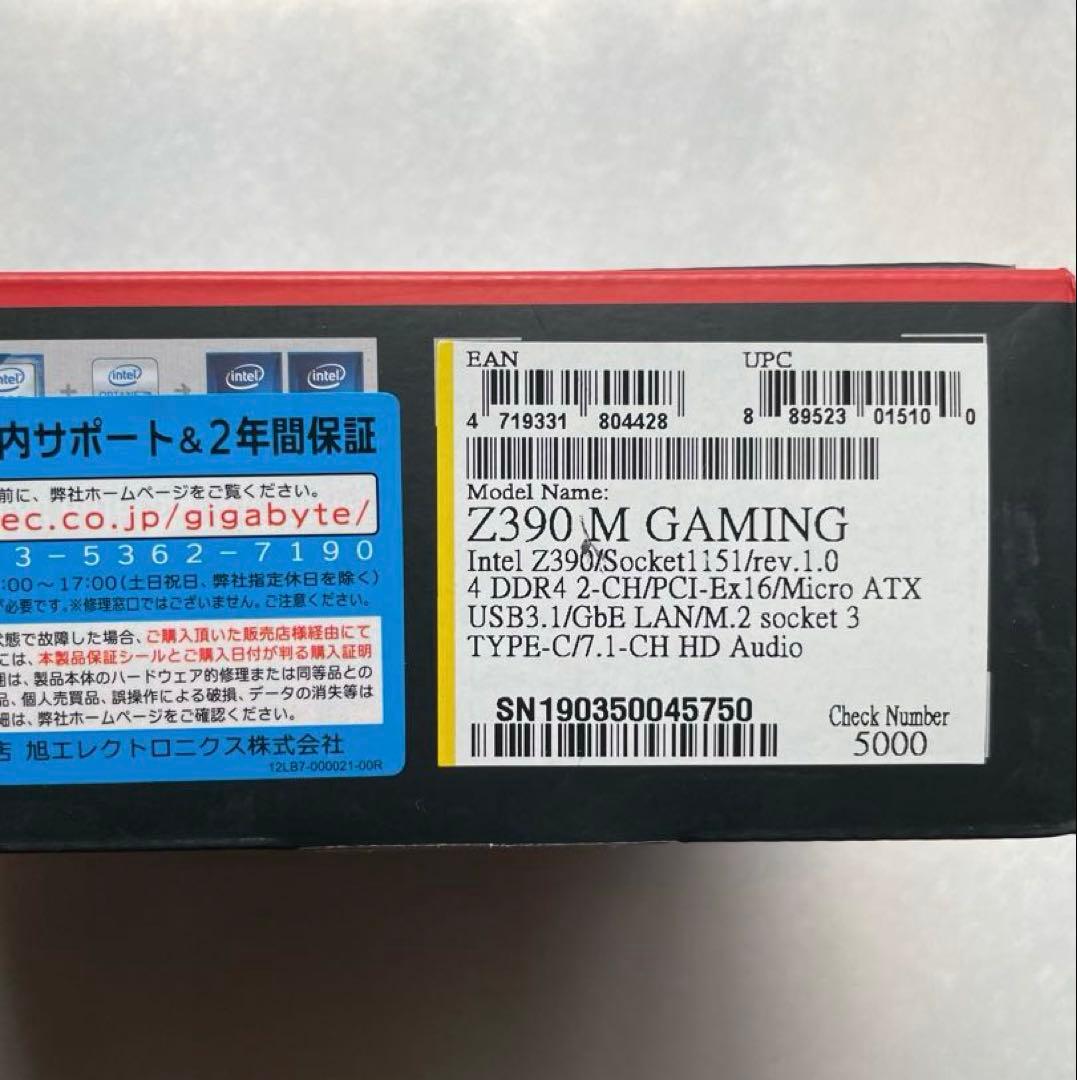 intel
intel
intel
intel
内サポート&2年間保証
前に、弊社ホームページをご覧ください。
ec.co.jp/gigabyte/
3-5362-7190
:00～17:00(土日祝日、弊社指定休日を除く)
必要です。※修理窓口ではございません。ご注意ください。
状態で故障した場合、ご購入頂いた販売店様経由にて
には、本製品保証シールとご購入日付が判る購入証明
囲は、製品本体のハードウェア的修理または同等品との
品、個人売買品、誤操作による破損、データの消失等は
細は、弊社ホームページをご確認ください。
店 旭エレクトロニクス株式会社
12LB7-000021-00R
EAN
4 719331 804428
UPC
8 89523 01510 0
Model Name:
Z390 M GAMING
Intel Z390/Socket1151/rev.1.0
4 DDR4 2-CH/PCI-Ex16/Micro ATX
USB3.1/GbE LAN/M.2 socket 3
TYPE-C/7.1-CH HD Audio
SN190350045750
Check Number
5000